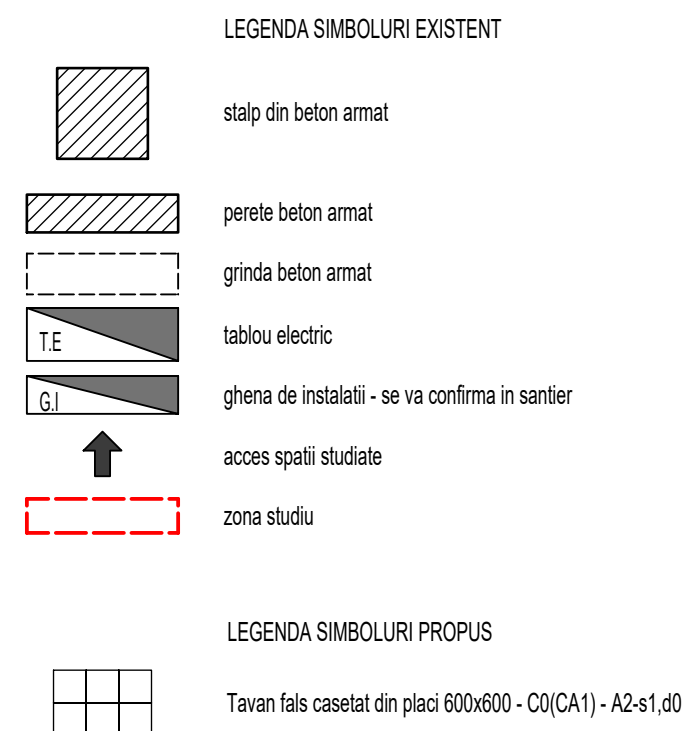 LEGENDA SIMBOLURI EXISTENT
stalp din beton armat
perete beton armat
grinda beton armat
T.E tablou electric
G.I ghena de instalatii - se va confirma in santier
acces spatii studiate
zona studiu
LEGENDA SIMBOLURI PROPUS
Tavan fals casetat din placi 600x600 - C0(CA1) - A2-s1,d0